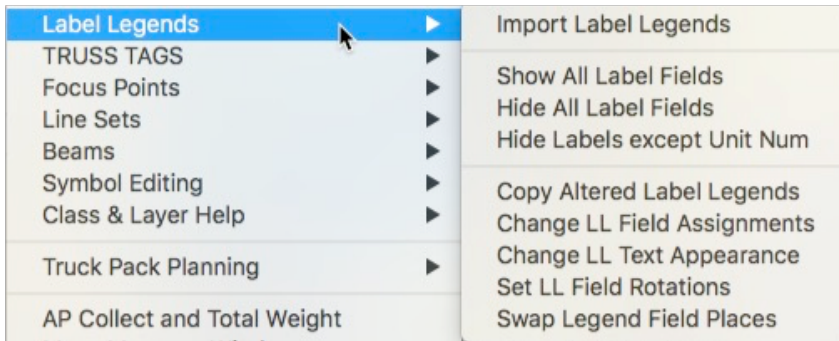 Label Legends
TRUSS TAGS
Focus Points
Line Sets
Beams
Symbol Editing
Class & Layer Help
Truck Pack Planning
AP Collect and Total Weight
Import Label Legends
Show All Label Fields
Hide All Label Fields
Hide Labels except Unit Num
Copy Altered Label Legends
Change LL Field Assignments
Change LL Text Appearance
Set LL Field Rotations
Swap Legend Field Places